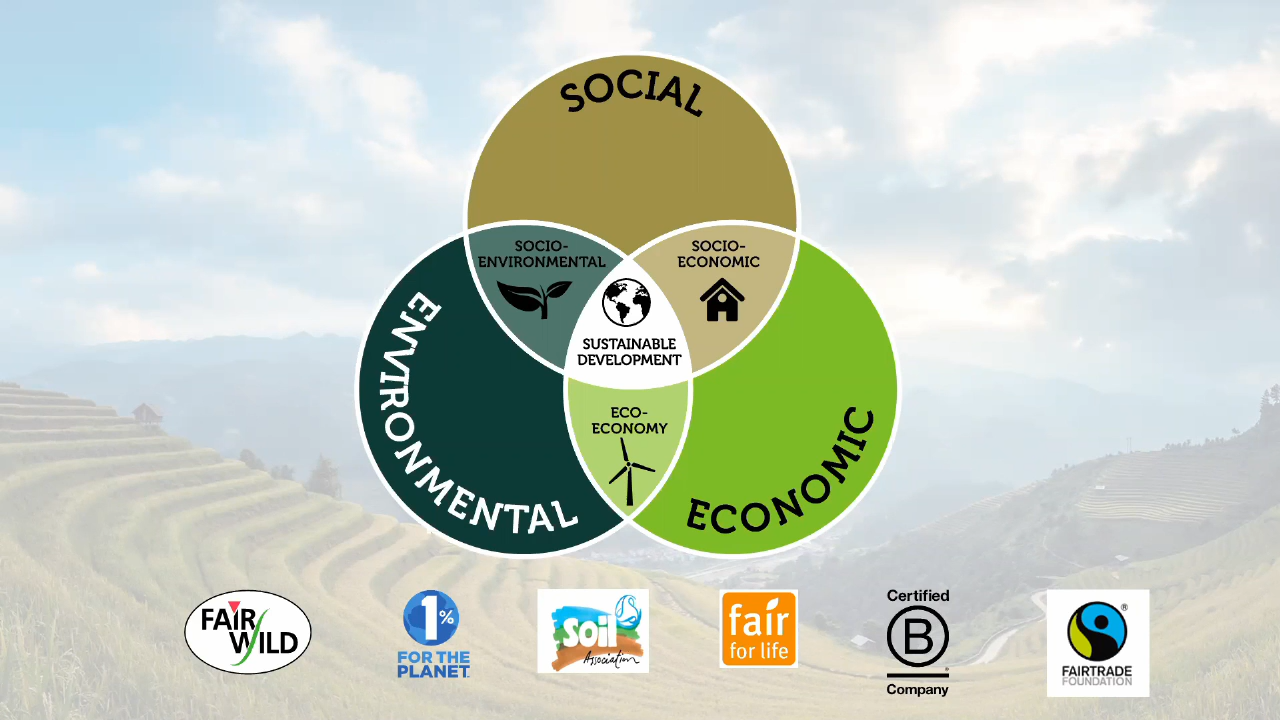 SOCIAL
SOCIO-
ENVIRONMENTAL
SOCIO-
ECONOMIC
SUSTAINABLE
DEVELOPMENT
ENVIRONMENTAL
ECO-
ECONOMY
ECONOMIC
FAIR
WILD
1%
FOR THE
PLANET
Soil
Association
fair
for life
Certified
B
Company
®
FAIRTRADE
FOUNDATION